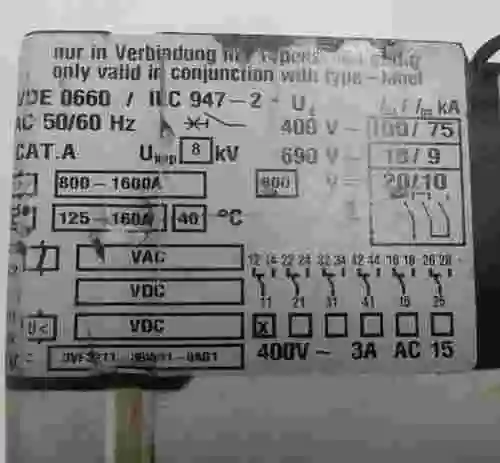 nur in Verbindung
only valid in conjunction with type-label
VDE 0660 / IEC 947-2 - U
AC 50/60 Hz 400 V~ 100/75
CAT.A Uimp 8 kV 690 V~ 18/9
800-1600A 600 V 20/10
125-160A 40 °C
VAC 12 14 22 24 32 34 42 44 16 18 26 28
VDC 11 21 31 41 15 25
U< VDC X
400V~ 3A AC 15